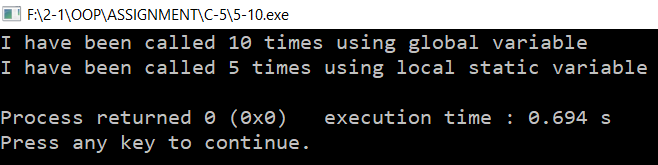 F:\2-1\OOP\ASSIGNMENT\C-5\5-10.exe
I have been called 10 times using global variable
I have been called 5 times using local static variable
Process returned 0 (0x0)   execution time : 0.694 s
Press any key to continue.